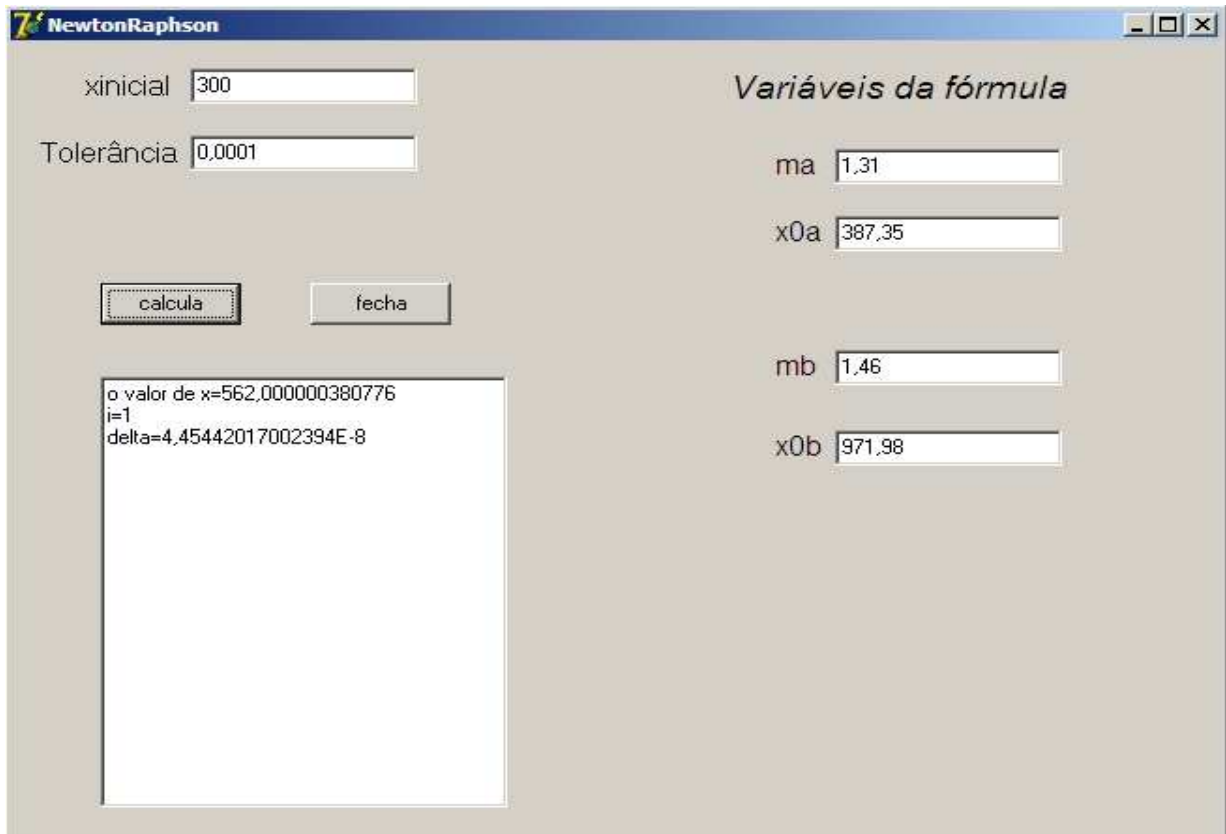 NewtonRaphson
xinicial 300
Tolerância 0,0001
calcula fecha
o valor de x=562,000000380776
i=1
delta=4,45442017002394E-8
Variáveis da fórmula
ma 1,31
x0a 387,35
mb 1,46
x0b 971,98